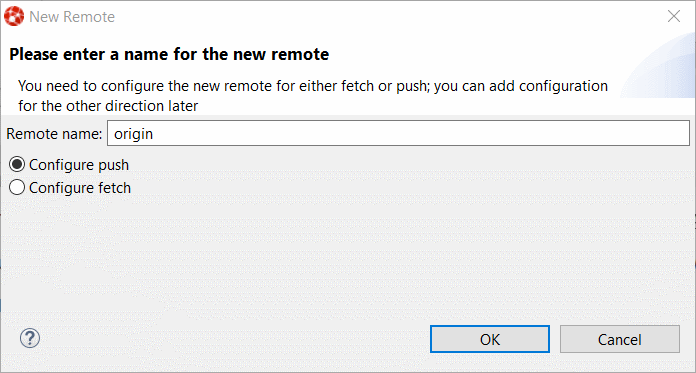 New Remote
Please enter a name for the new remote
You need to configure the new remote for either fetch or push; you can add configuration
for the other direction later
Remote name: origin
Configure push
Configure fetch
?
OK Cancel